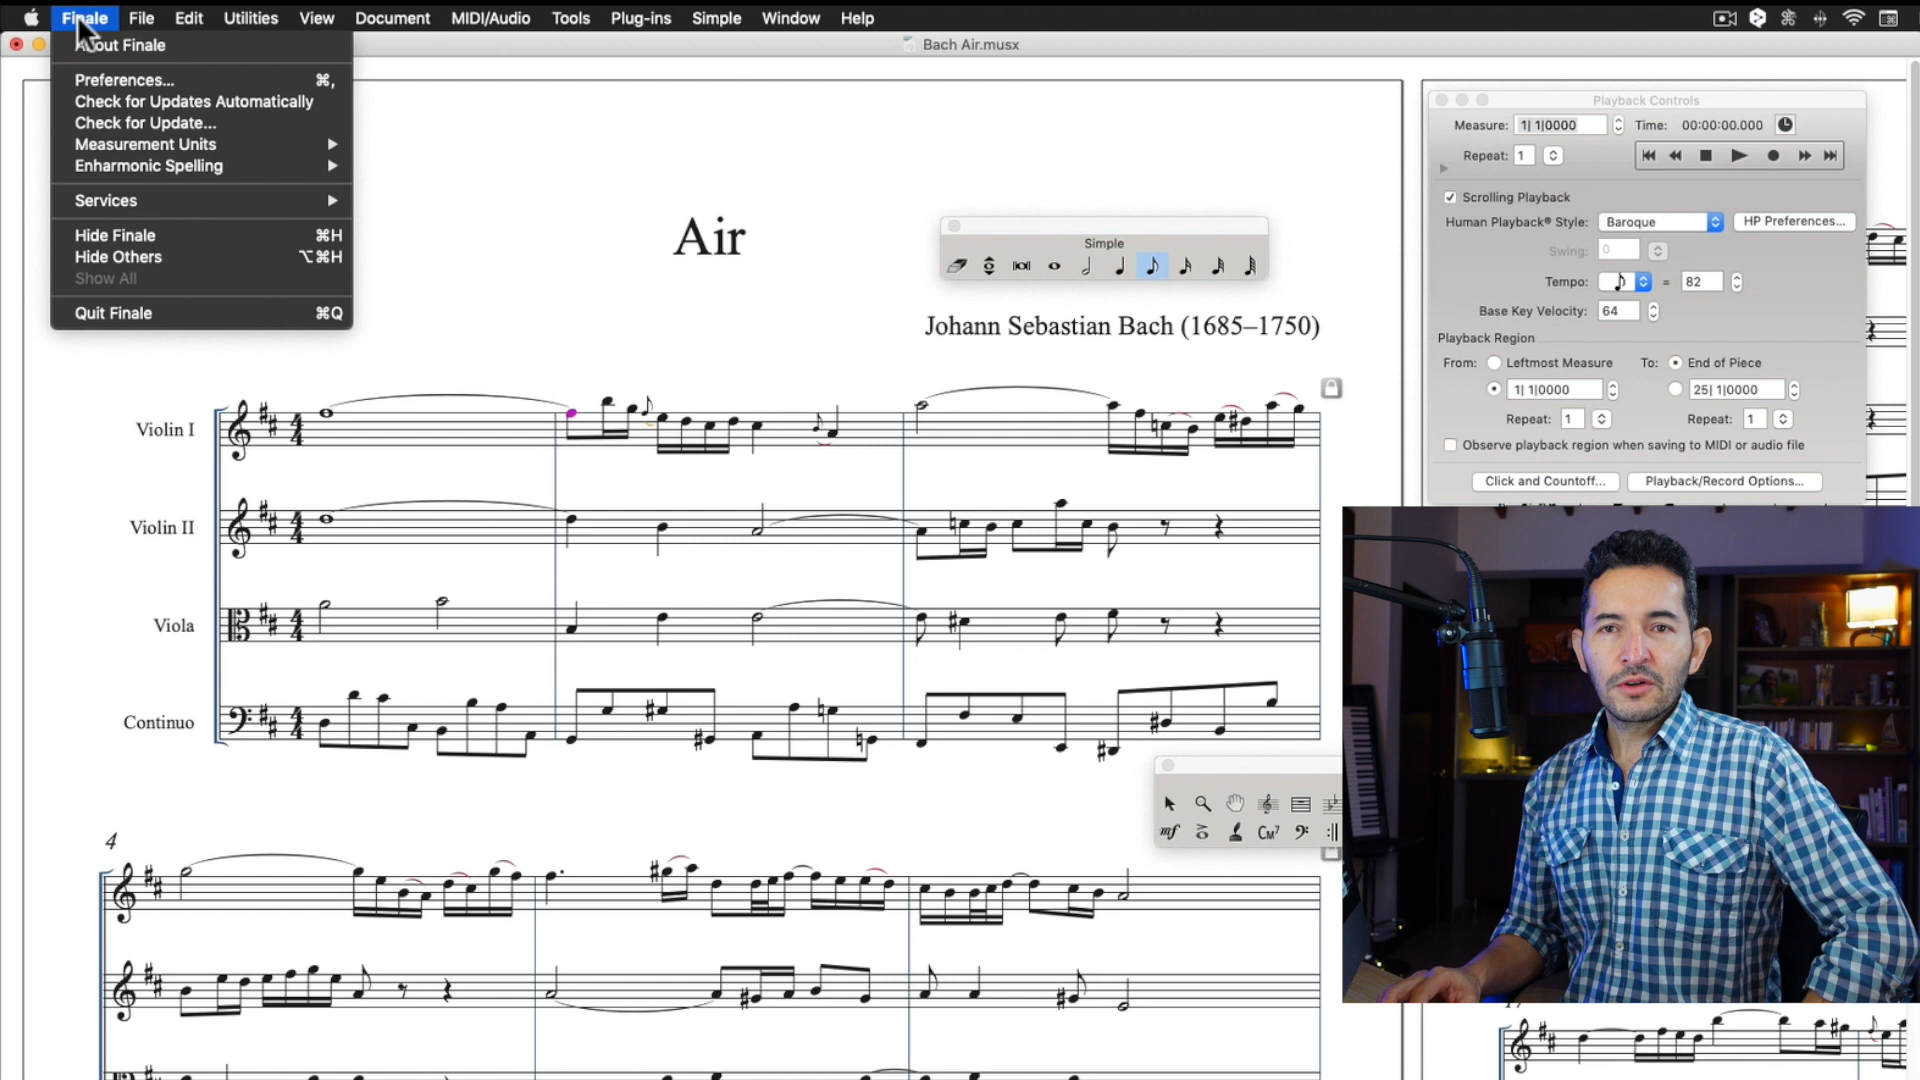 Finale File Edit Utilities View Document MIDI/Audio Tools Plug-ins Simple Window Help
Bach Air.musx
About Finale
Preferences... ⌘,
Check for Updates Automatically
Check for Update...
Measurement Units
Enharmonic Spelling
Services
Hide Finale ⌘H
Hide Others ⌥⌘H
Show All
Quit Finale ⌘Q
Air
Johann Sebastian Bach (1685–1750)
Simple
Violin I
Violin II
Viola
Continuo
4
mf
CM7
Playback Controls
Measure: 1| 1|0000 Time: 00:00:00.000
Repeat: 1
Scrolling Playback
Human Playback® Style: Baroque HP Preferences...
Swing: 0
Tempo: = 82
Base Key Velocity: 64
Playback Region
From: Leftmost Measure To: End of Piece
1| 1|0000 25| 1|0000
Repeat: 1 Repeat: 1
Observe playback region when saving to MIDI or audio file
Click and Countoff... Playback/Record Options...